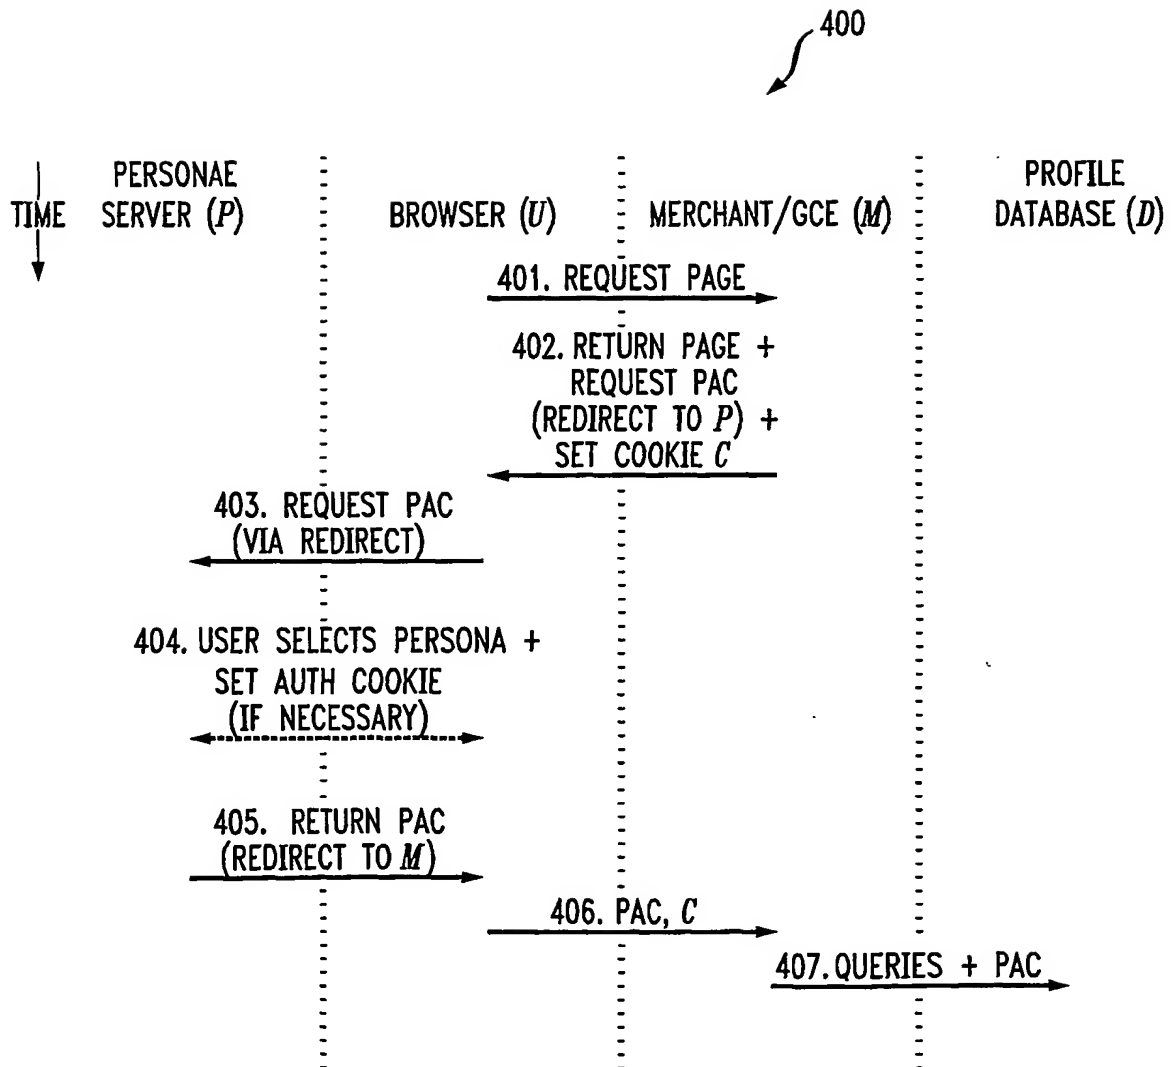 400
PERSONAE
SERVER (P)
TIME
BROWSER (U)
MERCHANT/GCE (M)
PROFILE
DATABASE (D)
401. REQUEST PAGE
402. RETURN PAGE +
REQUEST PAC
(REDIRECT TO P) +
SET COOKIE C
403. REQUEST PAC
(VIA REDIRECT)
404. USER SELECTS PERSONA +
SET AUTH COOKIE
(IF NECESSARY)
405. RETURN PAC
(REDIRECT TO M)
406. PAC, C
407. QUERIES + PAC